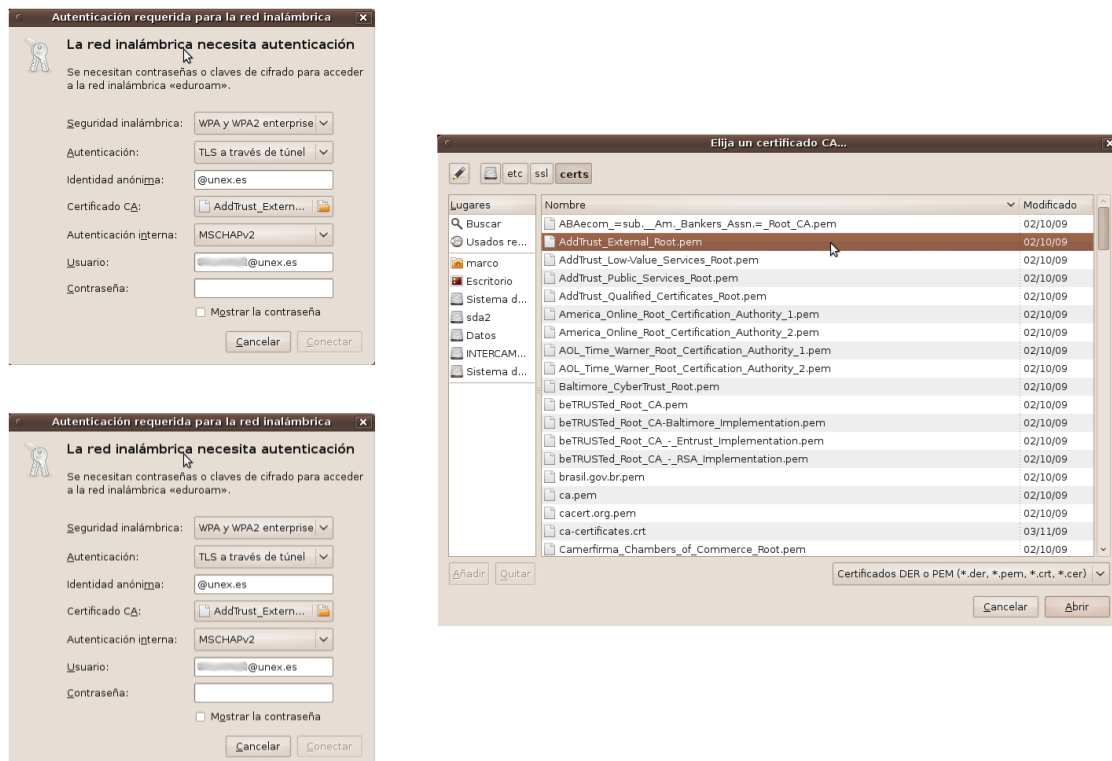 Autenticación requerida para la red inalámbrica
La red inalámbrica necesita autenticación
Se necesitan contraseñas o claves de cifrado para acceder
a la red inalámbrica «eduroam».
Seguridad inalámbrica: WPA y WPA2 enterprise
Autenticación: TLS a través de túnel
Identidad anónima: @unex.es
Certificado CA: AddTrust_Extern...
Autenticación interna: MSCHAPv2
Usuario: @unex.es
Contraseña:
Mostrar la contraseña
Cancelar Conectar
Elija un certificado CA...
etc ssl certs
Lugares
Buscar
Usados re...
marco
Escritorio
Sistema d...
sda2
Datos
INTERCAM...
Sistema d...
Nombre Modificado
ABAecom_=sub.__Am._Bankers_Assn.=_Root_CA.pem 02/10/09
AddTrust_External_Root.pem 02/10/09
AddTrust_Low-Value_Services_Root.pem 02/10/09
AddTrust_Public_Services_Root.pem 02/10/09
AddTrust_Qualified_Certificates_Root.pem 02/10/09
America_Online_Root_Certification_Authority_1.pem 02/10/09
America_Online_Root_Certification_Authority_2.pem 02/10/09
AOL_Time_Warner_Root_Certification_Authority_1.pem 02/10/09
AOL_Time_Warner_Root_Certification_Authority_2.pem 02/10/09
Baltimore_CyberTrust_Root.pem 02/10/09
beTRUSTed_Root_CA.pem 02/10/09
beTRUSTed_Root_CA-Baltimore_Implementation.pem 02/10/09
beTRUSTed_Root_CA_-_Entrust_Implementation.pem 02/10/09
beTRUSTed_Root_CA_-_RSA_Implementation.pem 02/10/09
brasil.gov.br.pem 02/10/09
ca.pem 02/10/09
cacert.org.pem 02/10/09
ca-certificates.crt 03/11/09
Camerfirma_Chambers_of_Commerce_Root.pem 02/10/09
Añadir Quitar
Certificados DER o PEM (*.der, *.pem, *.crt, *.cer)
Cancelar Abrir
Autenticación requerida para la red inalámbrica
La red inalámbrica necesita autenticación
Se necesitan contraseñas o claves de cifrado para acceder
a la red inalámbrica «eduroam».
Seguridad inalámbrica: WPA y WPA2 enterprise
Autenticación: TLS a través de túnel
Identidad anónima: @unex.es
Certificado CA: AddTrust_Extern...
Autenticación interna: MSCHAPv2
Usuario: @unex.es
Contraseña:
Mostrar la contraseña
Cancelar Conectar